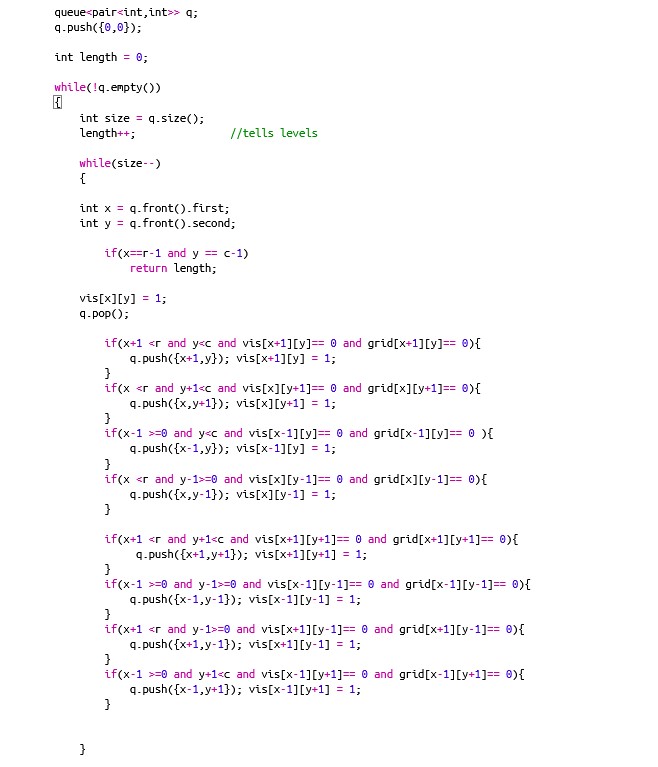 queue<pair<int,int>> q;
q.push({0,0});
int length = 0;
while(!q.empty())
{
int size = q.size();
length++; //tells levels
while(size--)
{
int x = q.front().first;
int y = q.front().second;
if(x==r-1 and y == c-1)
return length;
vis[x][y] = 1;
q.pop();
if(x+1 <r and y<c and vis[x+1][y]== 0 and grid[x+1][y]== 0){
q.push({x+1,y}); vis[x+1][y] = 1;
}
if(x <r and y+1<c and vis[x][y+1]== 0 and grid[x][y+1]== 0){
q.push({x,y+1}); vis[x][y+1] = 1;
}
if(x-1 >=0 and y<c and vis[x-1][y]== 0 and grid[x-1][y]== 0 ){
q.push({x-1,y}); vis[x-1][y] = 1;
}
if(x <r and y-1>=0 and vis[x][y-1]== 0 and grid[x][y-1]== 0){
q.push({x,y-1}); vis[x][y-1] = 1;
}
if(x+1 <r and y+1<c and vis[x+1][y+1]== 0 and grid[x+1][y+1]== 0){
q.push({x+1,y+1}); vis[x+1][y+1] = 1;
}
if(x-1 >=0 and y-1>=0 and vis[x-1][y-1]== 0 and grid[x-1][y-1]== 0){
q.push({x-1,y-1}); vis[x-1][y-1] = 1;
}
if(x+1 <r and y-1>=0 and vis[x+1][y-1]== 0 and grid[x+1][y-1]== 0){
q.push({x+1,y-1}); vis[x+1][y-1] = 1;
}
if(x-1 >=0 and y+1<c and vis[x-1][y+1]== 0 and grid[x-1][y+1]== 0){
q.push({x-1,y+1}); vis[x-1][y+1] = 1;
}
}